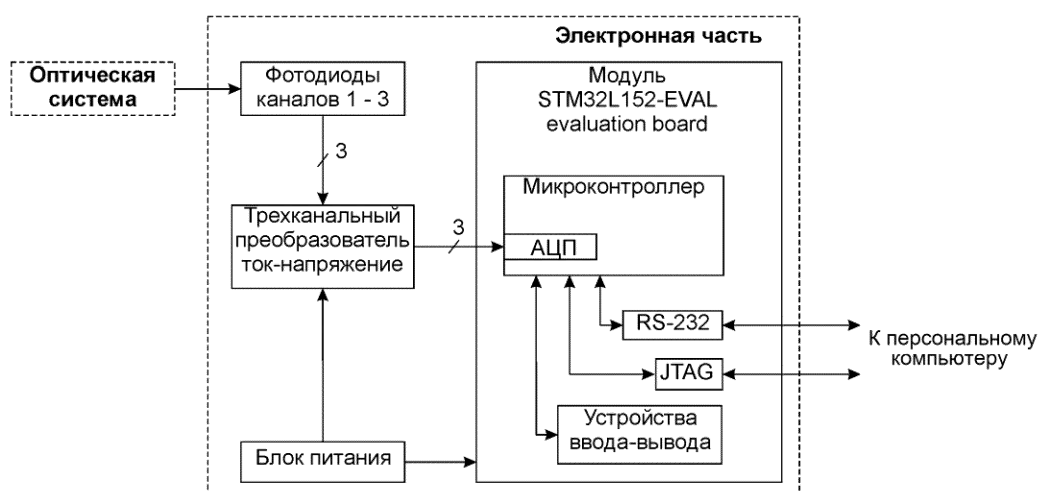 Электронная часть
Оптическая
система
Фотодиоды
каналов 1 - 3
Модуль
STM32L152-EVAL
evaluation board
3
Микроконтроллер
Трехканальный
преобразователь
ток-напряжение
3
АЦП
RS-232
К персональному
компьютеру
JTAG
Устройства
ввода-вывода
Блок питания